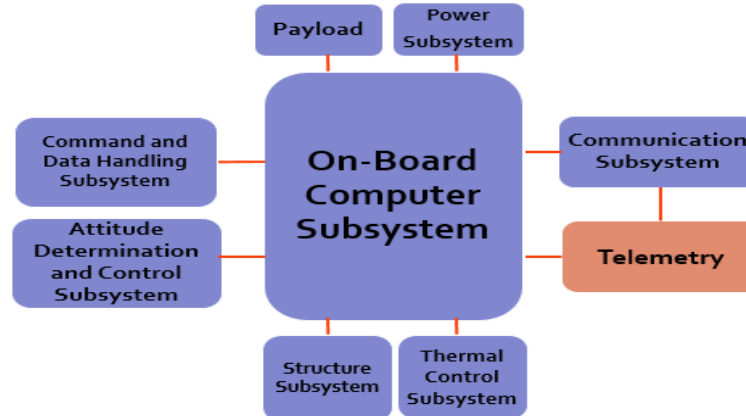 Payload
Power
Subsystem
Command and
Data Handling
Subsystem
On-Board
Computer
Subsystem
Communication
Subsystem
Attitude
Determination
and Control
Subsystem
Telemetry
Structure
Subsystem
Thermal
Control
Subsystem